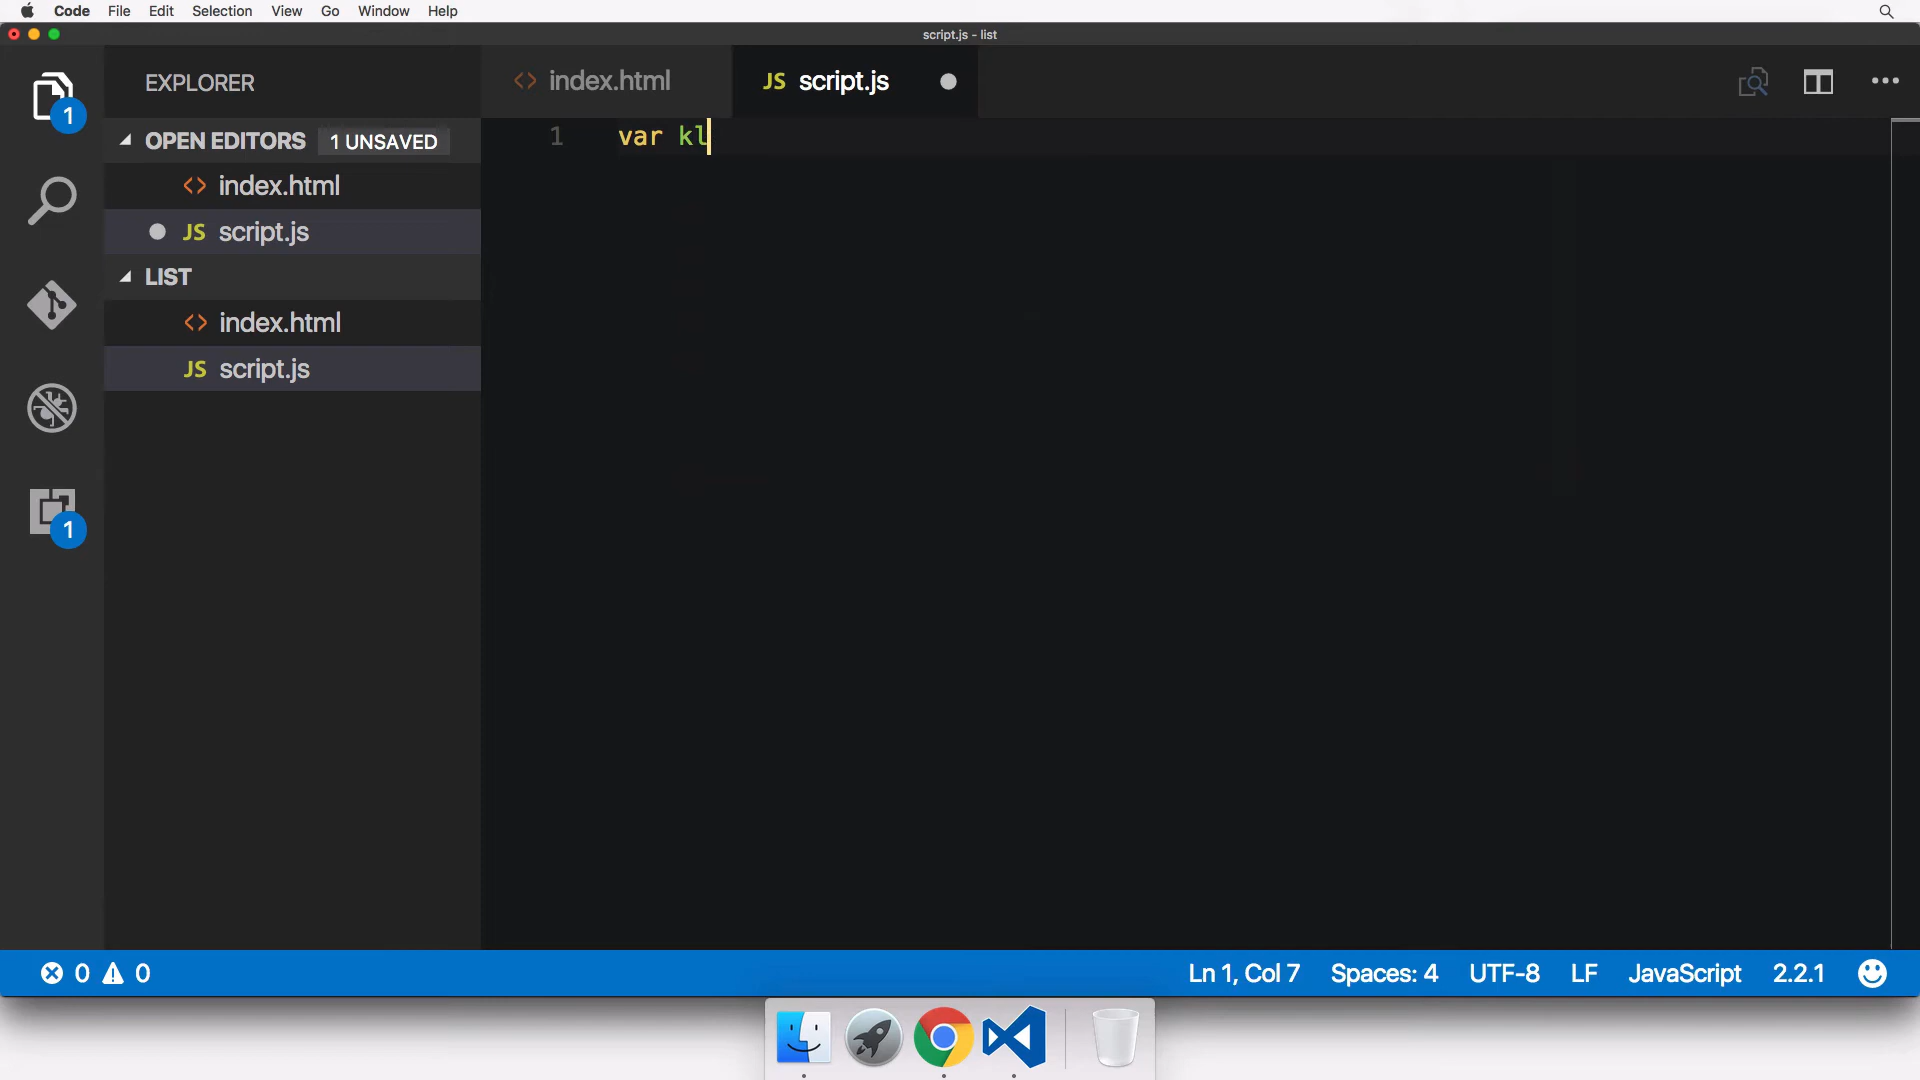 Code File Edit Selection View Go Window Help
script.js - list
EXPLORER
index.html
JS script.js
1
OPEN EDITORS 1 UNSAVED
1 var kl
index.html
JS script.js
LIST
index.html
JS script.js
1
0 0
Ln 1, Col 7 Spaces: 4 UTF-8 LF JavaScript 2.2.1